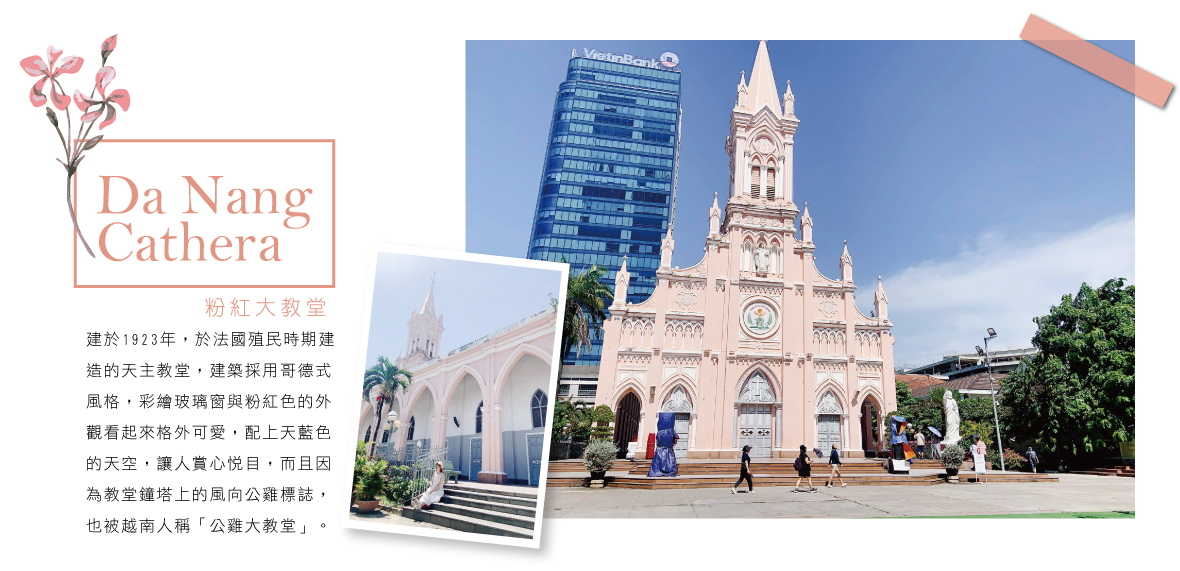 Da Nang
Cathera
粉紅大教堂
建於1923年，於法國殖民時期建
造的天主教堂，建築採用哥德式
風格，彩繪玻璃窗與粉紅色的外
觀看起來格外可愛，配上天藍色
的天空，讓人賞心悅目，而且因
為教堂鐘塔上的風向公雞標誌，
也被越南人稱「公雞大教堂」。
VietinBank